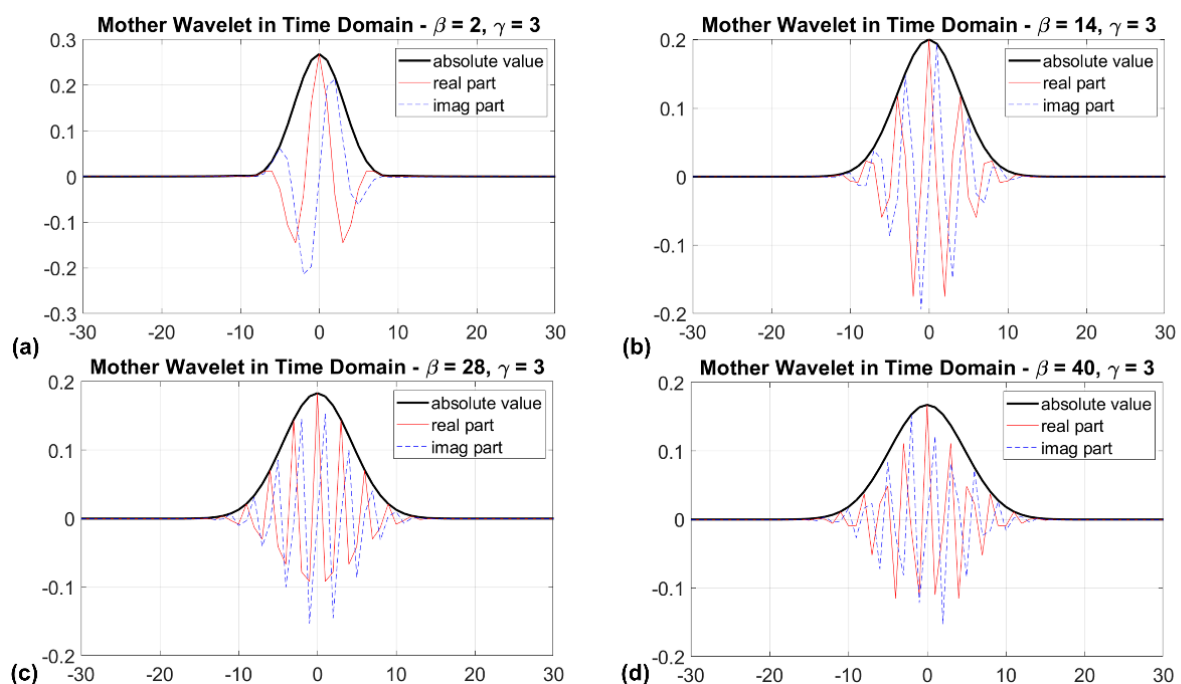 Mother Wavelet in Time Domain - β = 2, γ = 3
0.3
0.2
0.1
0
-0.1
-0.2
-0.3
absolute value
real part
imag part
-30 -20 -10 0 10 20 30
(a)
Mother Wavelet in Time Domain - β = 14, γ = 3
0.2
0.1
0
-0.1
-0.2
absolute value
real part
imag part
-30 -20 -10 0 10 20 30
(b)
Mother Wavelet in Time Domain - β = 28, γ = 3
0.2
0.1
0
-0.1
-0.2
absolute value
real part
imag part
-30 -20 -10 0 10 20 30
(c)
Mother Wavelet in Time Domain - β = 40, γ = 3
0.2
0.1
0
-0.1
-0.2
absolute value
real part
imag part
-30 -20 -10 0 10 20 30
(d)